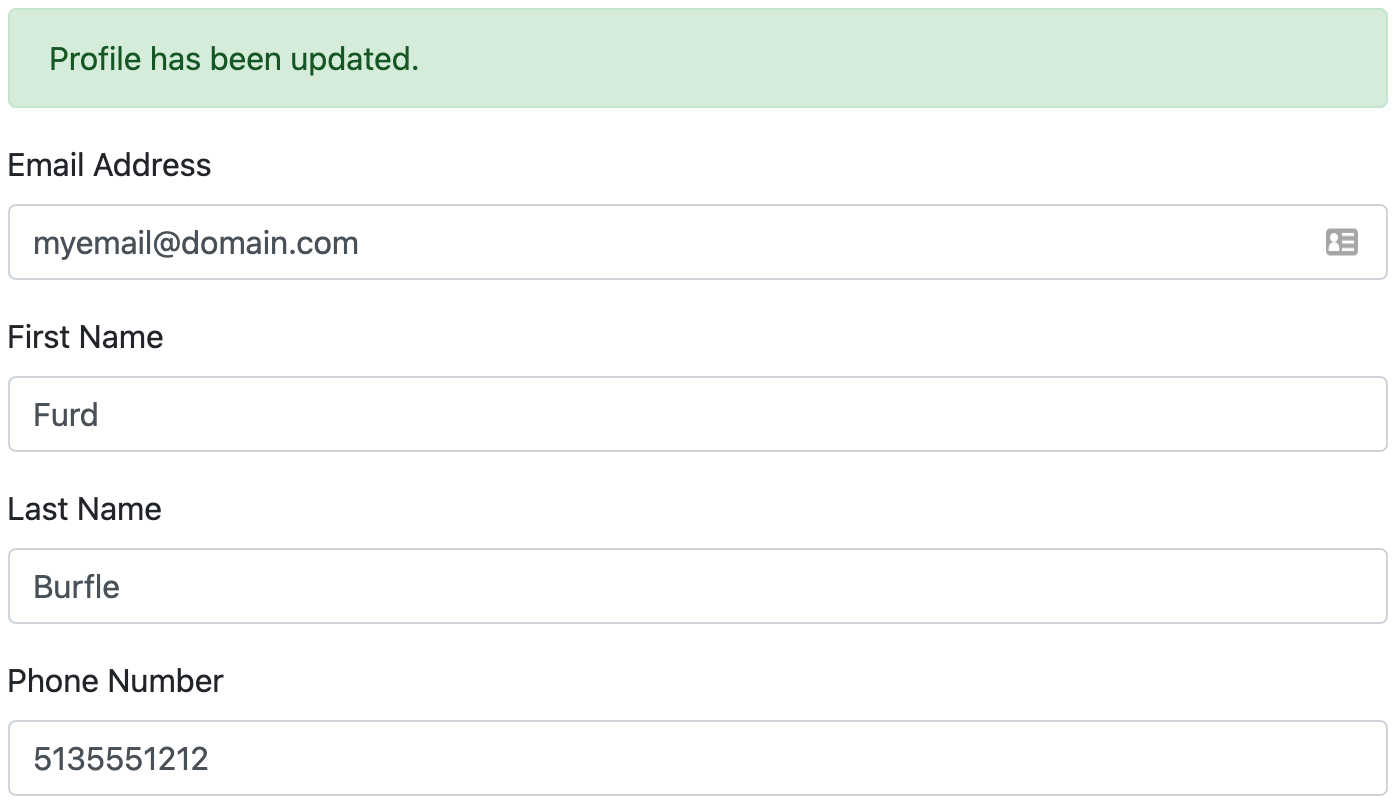 Profile has been updated.
Email Address
myemail@domain.com
First Name
Furd
Last Name
Burfle
Phone Number
5135551212